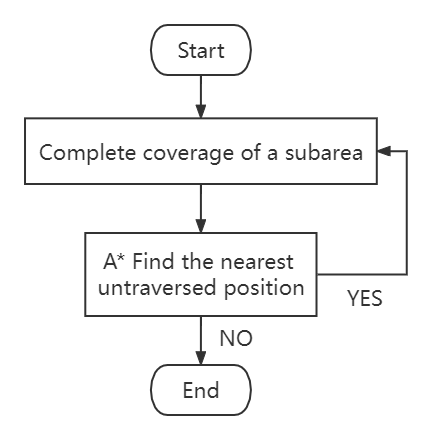 Start
Complete coverage of a subarea
A* Find the nearest
untraversed position
YES
NO
End